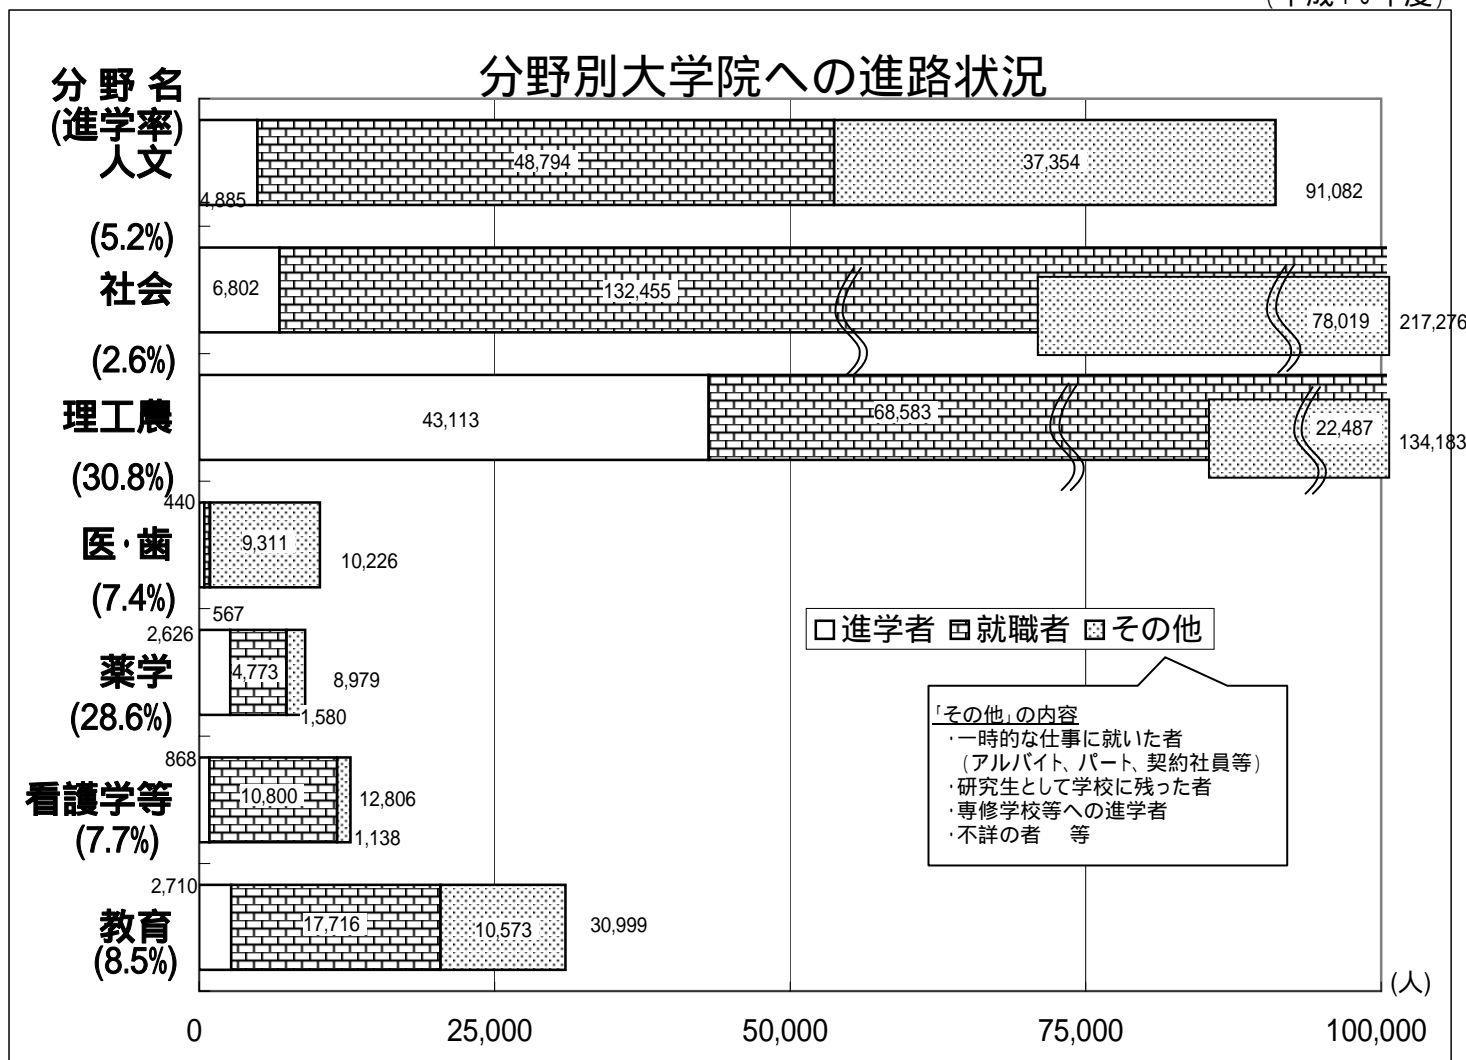 分野別大学院への進路状況
分 野 名
(進学率)
人文
4,885
48,794
37,354
91,082
(5.2%)
社会
6,802
132,455
78,019
217,276
(2.6%)
理工農
43,113
68,583
22,487
134,183
(30.8%)
440
医・歯
9,311
10,226
(7.4%)
567
2,626
薬学
4,773
8,979
(28.6%)
1,580
868
看護学等
10,800
12,806
(7.7%)
1,138
2,710
教育
17,716
10,573
30,999
(8.5%)
進学者 就職者 その他
「その他」の内容
・一時的な仕事に就いた者
(アルバイト、パート、契約社員等)
・研究生として学校に残った者
・専修学校等への進学者
・不詳の者 等
(人)
0 25,000 50,000 75,000 100,000